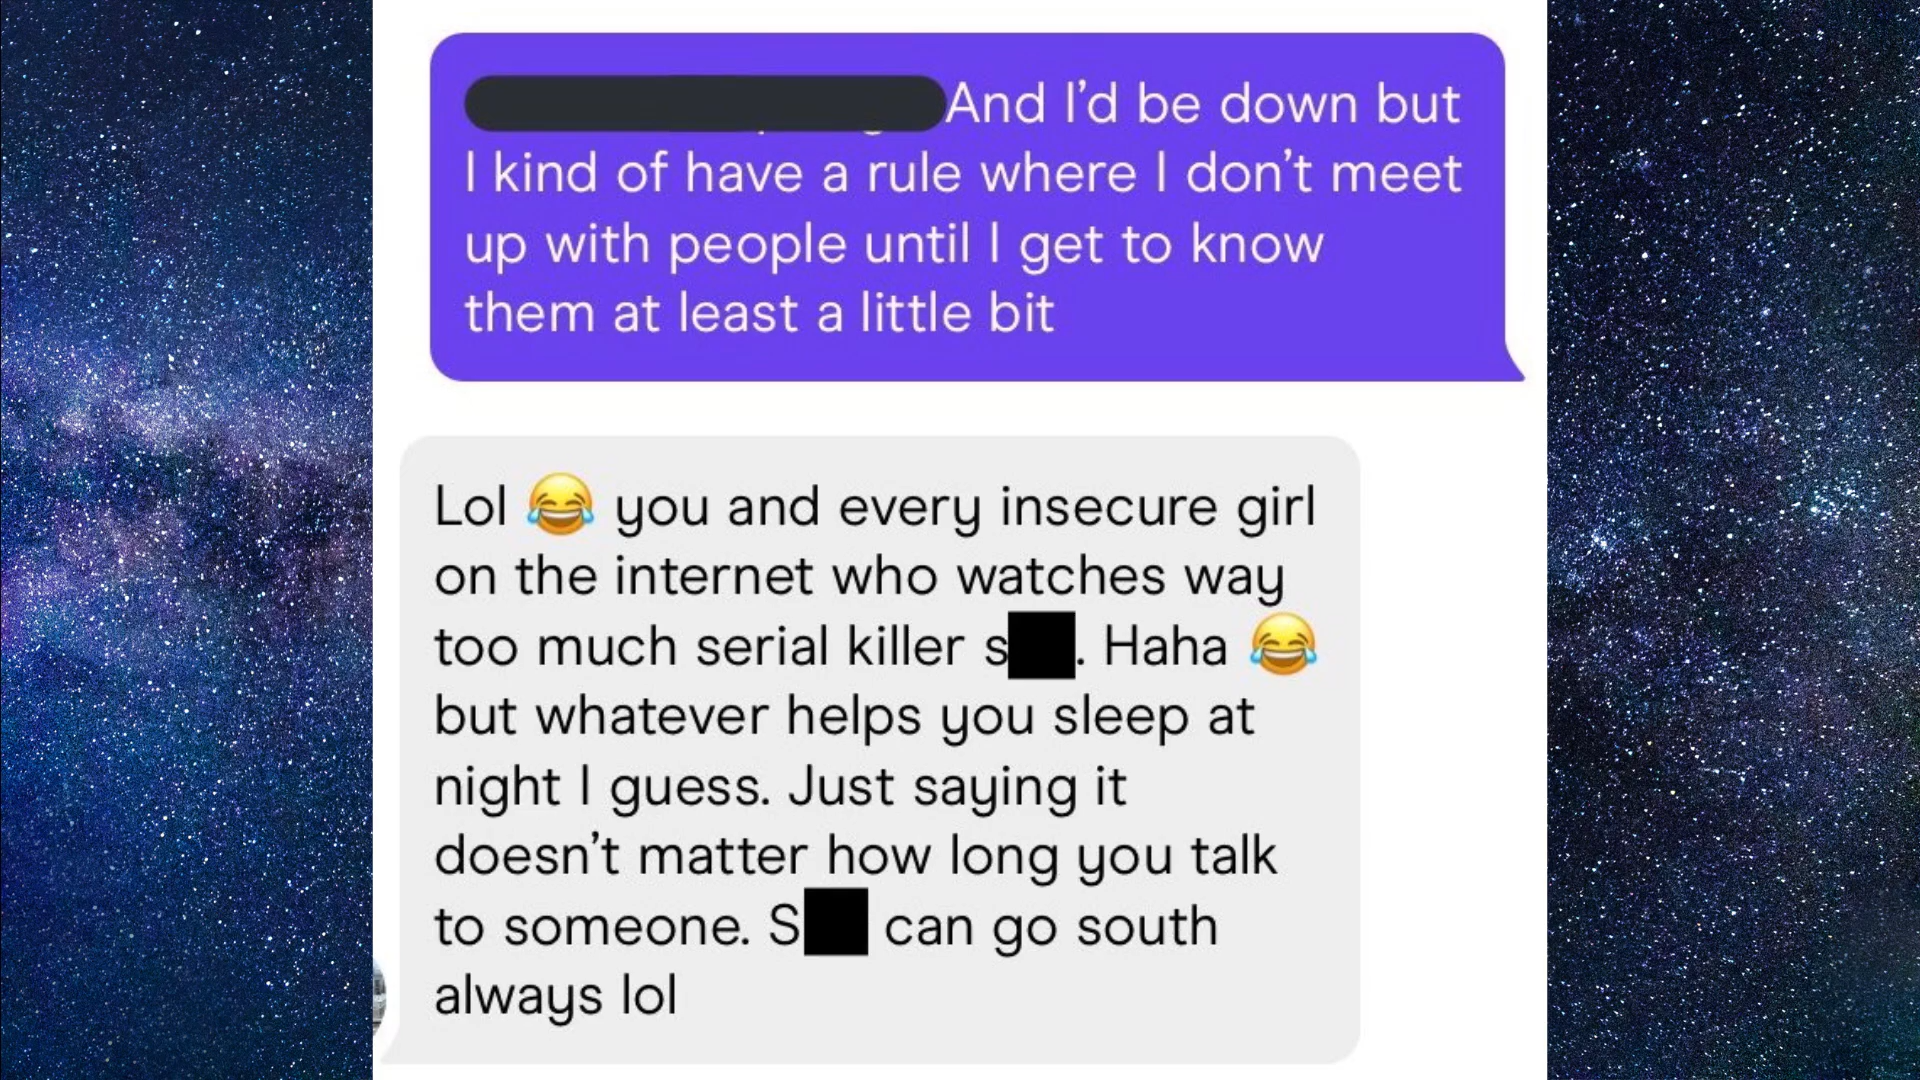 And I’d be down but
I kind of have a rule where I don’t meet
up with people until I get to know
them at least a little bit
Lol 😂 you and every insecure girl
on the internet who watches way
too much serial killer s. Haha 😂
but whatever helps you sleep at
night I guess. Just saying it
doesn’t matter how long you talk
to someone. S can go south
always lol